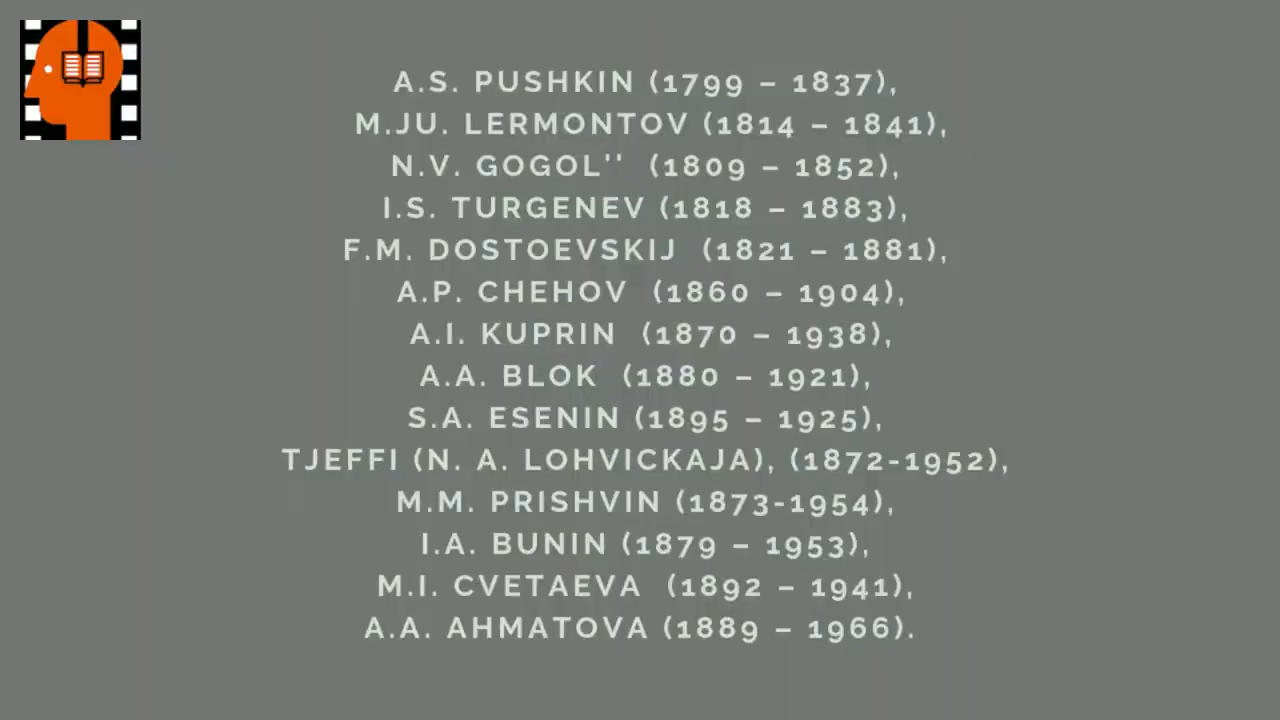 A.S. PUSHKIN (1799 – 1837),
M.JU. LERMONTOV (1814 – 1841),
N.V. GOGOL'' (1809 – 1852),
I.S. TURGENEV (1818 – 1883),
F.M. DOSTOEVSKIJ (1821 – 1881),
A.P. CHEHOV (1860 – 1904),
A.I. KUPRIN (1870 – 1938),
A.A. BLOK (1880 – 1921),
S.A. ESENIN (1895 – 1925),
TJEFFI (N. A. LOHVICKAJA), (1872-1952),
M.M. PRISHVIN (1873-1954),
I.A. BUNIN (1879 – 1953),
M.I. CVETAEVA (1892 – 1941),
A.A. AHMATOVA (1889 – 1966).